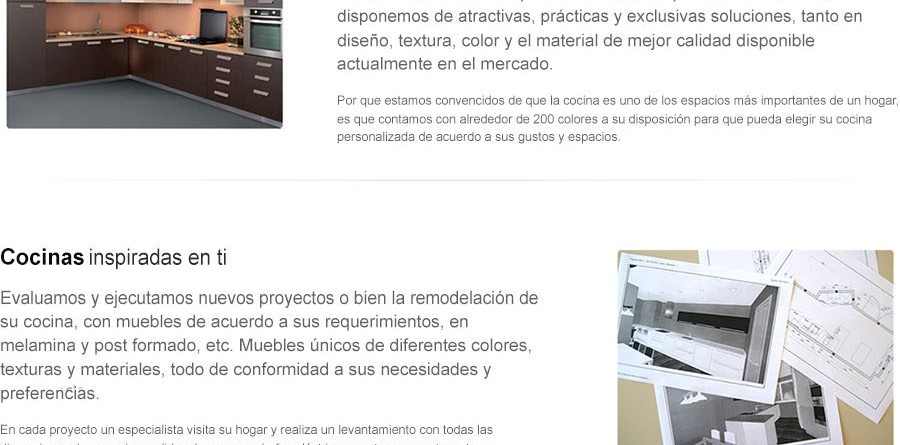 disponemos de atractivas, prácticas y exclusivas soluciones, tanto en
diseño, textura, color y el material de mejor calidad disponible
actualmente en el mercado.
Por que estamos convencidos de que la cocina es uno de los espacios más importantes de un hogar,
es que contamos con alrededor de 200 colores a su disposición para que pueda elegir su cocina
personalizada de acuerdo a sus gustos y espacios.
Cocinas inspiradas en ti
Evaluamos y ejecutamos nuevos proyectos o bien la remodelación de
su cocina, con muebles de acuerdo a sus requerimientos, en
melamina y post formado, etc. Muebles únicos de diferentes colores,
texturas y materiales, todo de conformidad a sus necesidades y
preferencias.
En cada proyecto un especialista visita su hogar y realiza un levantamiento con todas las